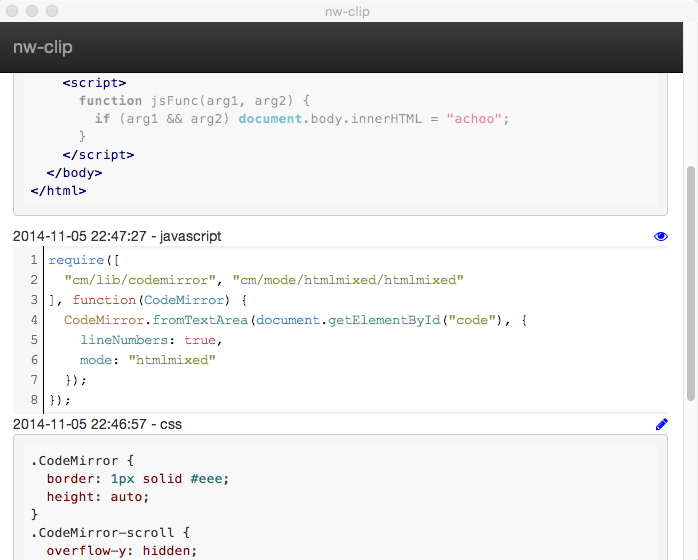 nw-clip
nw-clip
<script>
function jsFunc(arg1, arg2) {
if (arg1 && arg2) document.body.innerHTML = "achoo";
}
</script>
</body>
</html>
2014-11-05 22:47:27 - javascript
1 require([
2 "cm/lib/codemirror", "cm/mode/htmlmixed/htmlmixed"
3 ], function(CodeMirror) {
4 CodeMirror.fromTextArea(document.getElementById("code"), {
5 lineNumbers: true,
6 mode: "htmlmixed"
7 });
8 });
2014-11-05 22:46:57 - css
.CodeMirror {
border: 1px solid #eee;
height: auto;
}
.CodeMirror-scroll {
overflow-y: hidden;